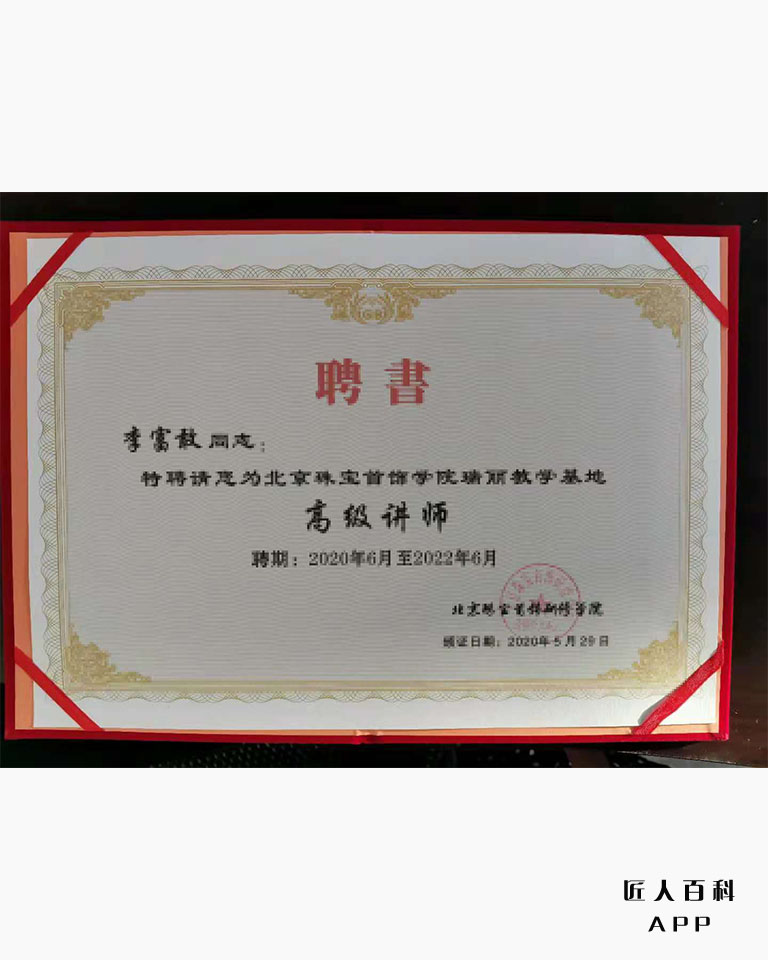 聘書
李富敢 同志：
特聘请您为北京珠宝首饰学院瑞丽教学基地
高级讲师
聘期：2020年6月至2022年6月
北京珠宝首饰研修学院
颁证日期：2020年5月29日
匠人百科
APP